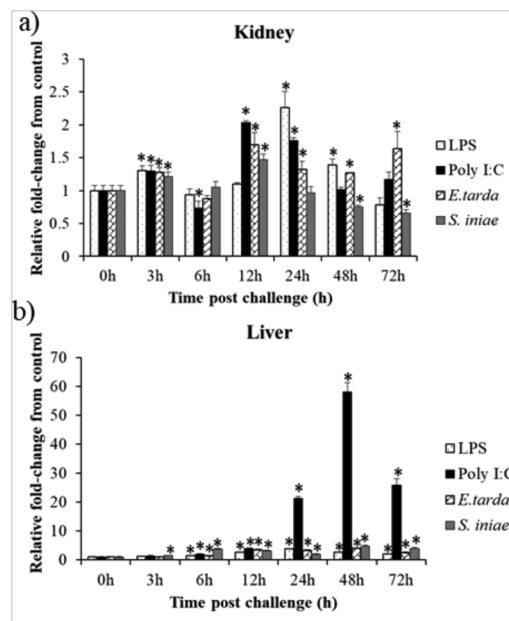 a)
Kidney
Relative fold-change from control
3
2.5
2
1.5
1
0.5
0
* * * *
*
* * *
* * *
* * *
* *
0h 3h 6h 12h 24h 48h 72h
Time post challenge (h)
LPS
Poly I:C
E.tarda
S. iniae
b)
Liver
Relative fold-change from control
70
60
50
40
30
20
10
0
*
* * * *
* * * *
* * * *
* * * *
* * * *
0h 3h 6h 12h 24h 48h 72h
Time post challenge (h)
LPS
Poly I:C
E.tarda
S. iniae